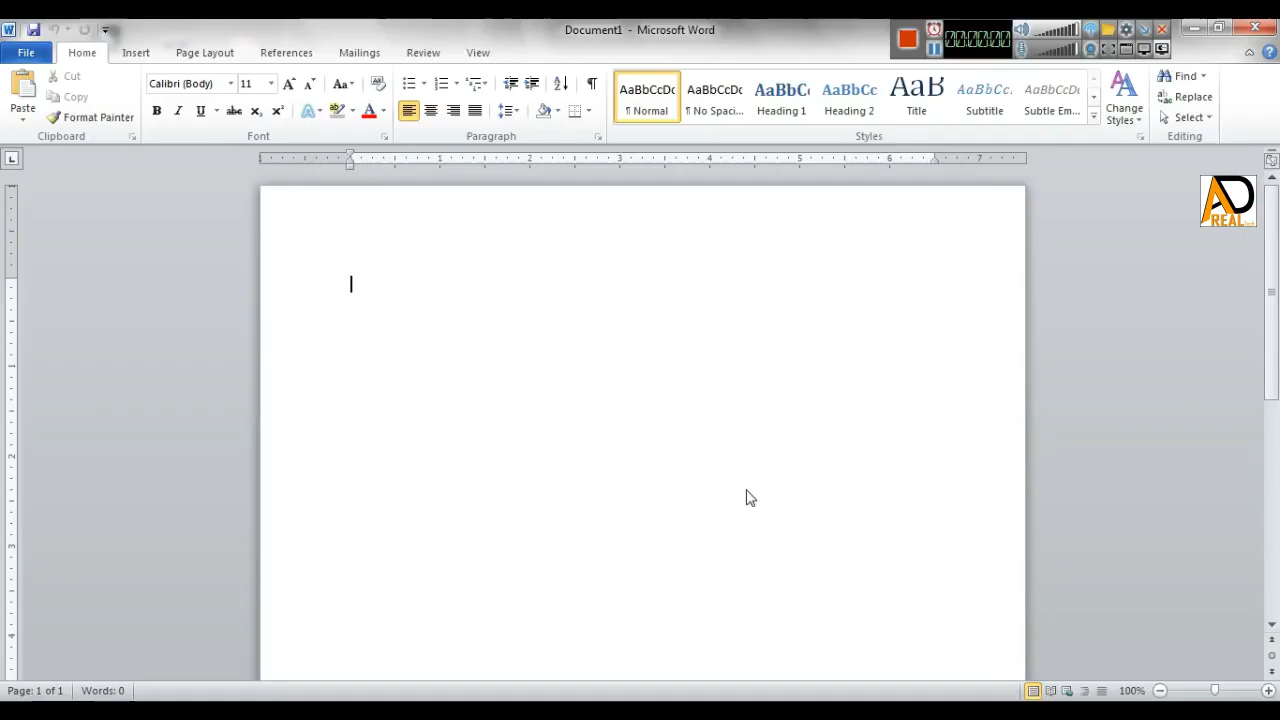 Document1 - Microsoft Word
File Home Insert Page Layout References Mailings Review View
Paste
Cut
Copy
Format Painter
Clipboard
Calibri (Body) 11
Font
Paragraph
AaBbCcDc AaBbCcDc AaBbC AaBbCc AaB AaBbCc. AaBbCcDc
¶ Normal ¶ No Spaci... Heading 1 Heading 2 Title Subtitle Subtle Em...
Change
Styles
Styles
Find
Replace
Select
Editing
AD
REAL
Page: 1 of 1 Words: 0 100%